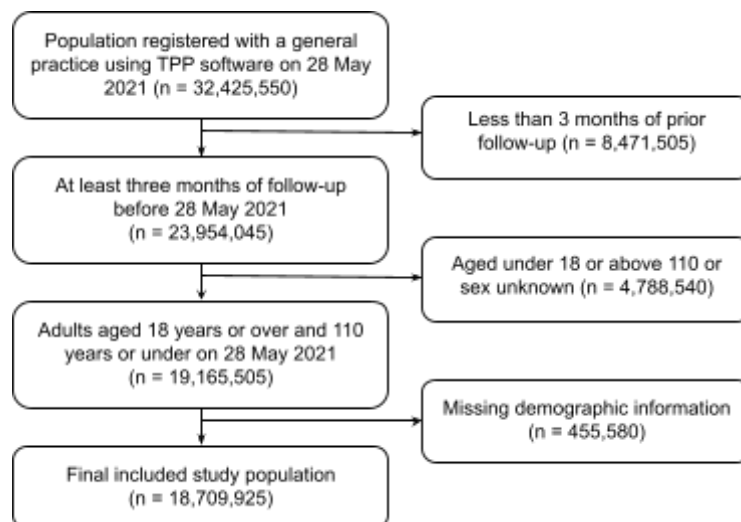 Population registered with a general
practice using TPP software on 28 May
2021 (n = 32,425,550)
Less than 3 months of prior
follow-up (n = 8,471,505)
At least three months of follow-up
before 28 May 2021
(n = 23,954,045)
Aged under 18 or above 110 or
sex unknown (n = 4,788,540)
Adults aged 18 years or over and 110
years or under on 28 May 2021
(n = 19,165,505)
Missing demographic information
(n = 455,580)
Final included study population
(n = 18,709,925)